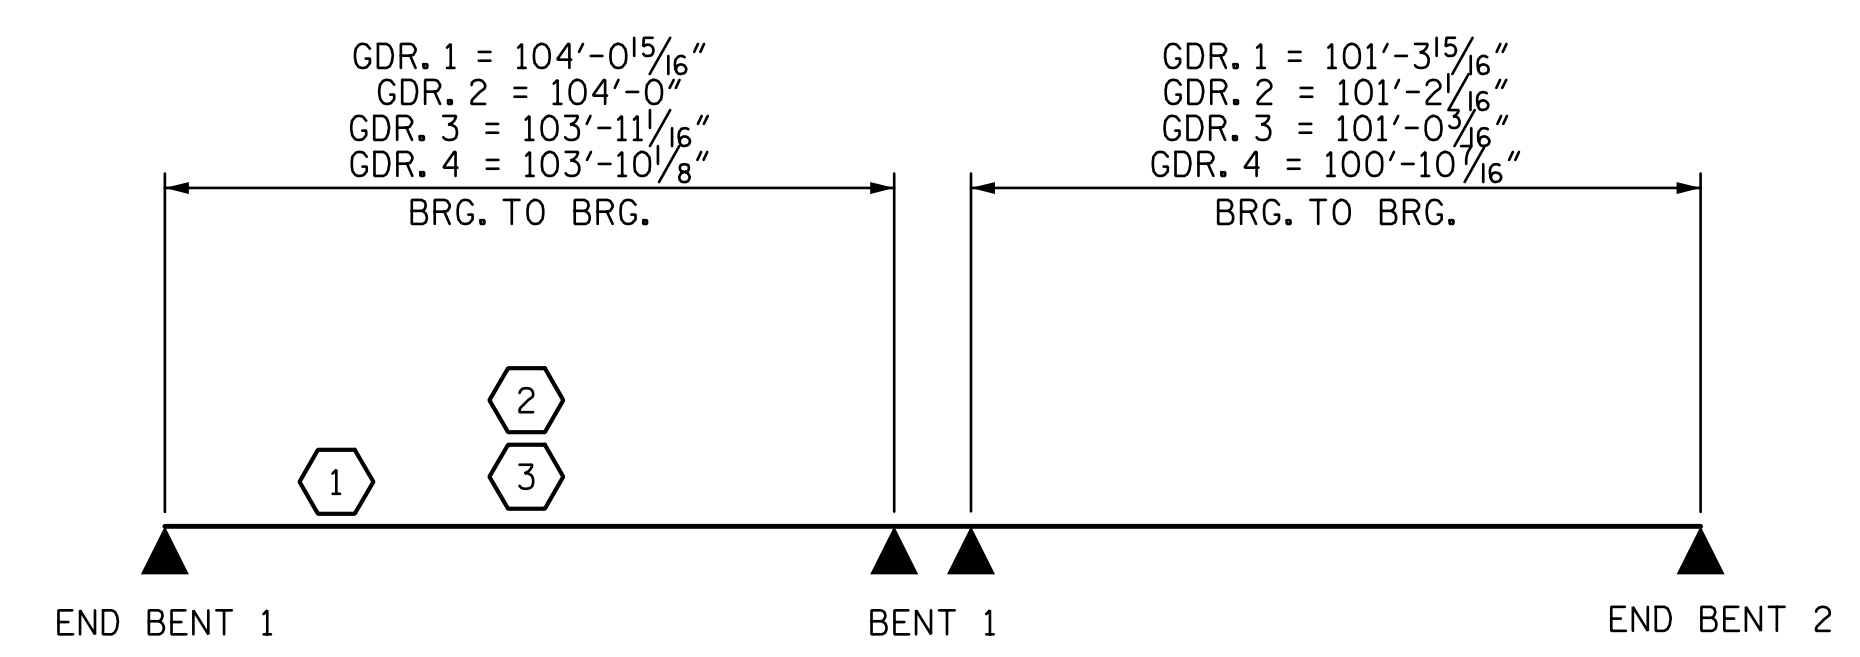 GDR. 1 = 104'-0 15/16"
GDR. 2 = 104'-0"
GDR. 3 = 103'-11 1/16"
GDR. 4 = 103'-10 1/8"
BRG. TO BRG.
GDR. 1 = 101'-3 15/16"
GDR. 2 = 101'-2 1/16"
GDR. 3 = 101'-0 3/16"
GDR. 4 = 100'-10 7/16"
BRG. TO BRG.
2
1
3
END BENT 1
BENT 1
END BENT 2